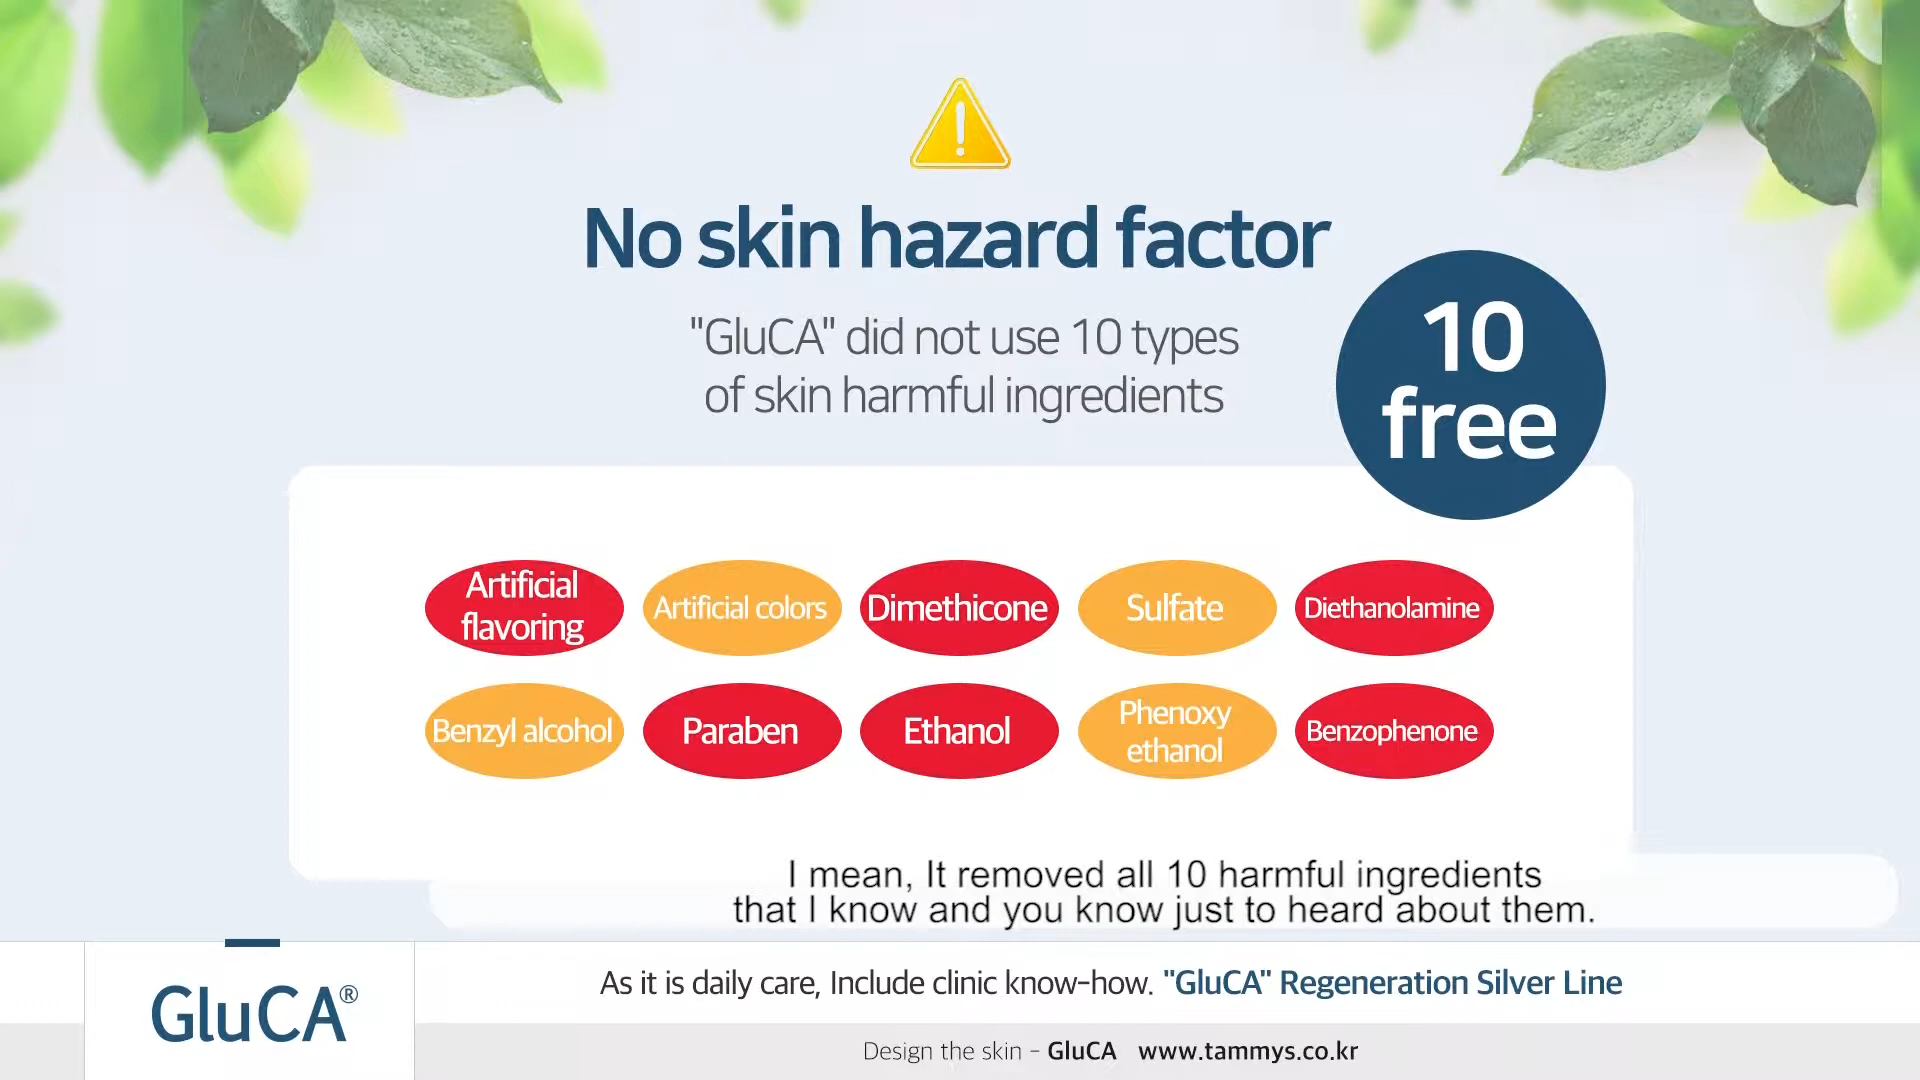 No skin hazard factor
"GluCA" did not use 10 types
of skin harmful ingredients
10
free
Artificial
flavoring
Artificial colors
Dimethicone
Sulfate
Diethanolamine
Benzyl alcohol
Paraben
Ethanol
Phenoxy
ethanol
Benzophenone
I mean, It removed all 10 harmful ingredients
that I know and you know just to heard about them.
GluCA®
As it is daily care, Include clinic know-how. "GluCA" Regeneration Silver Line
Design the skin - GluCA www.tammys.co.kr